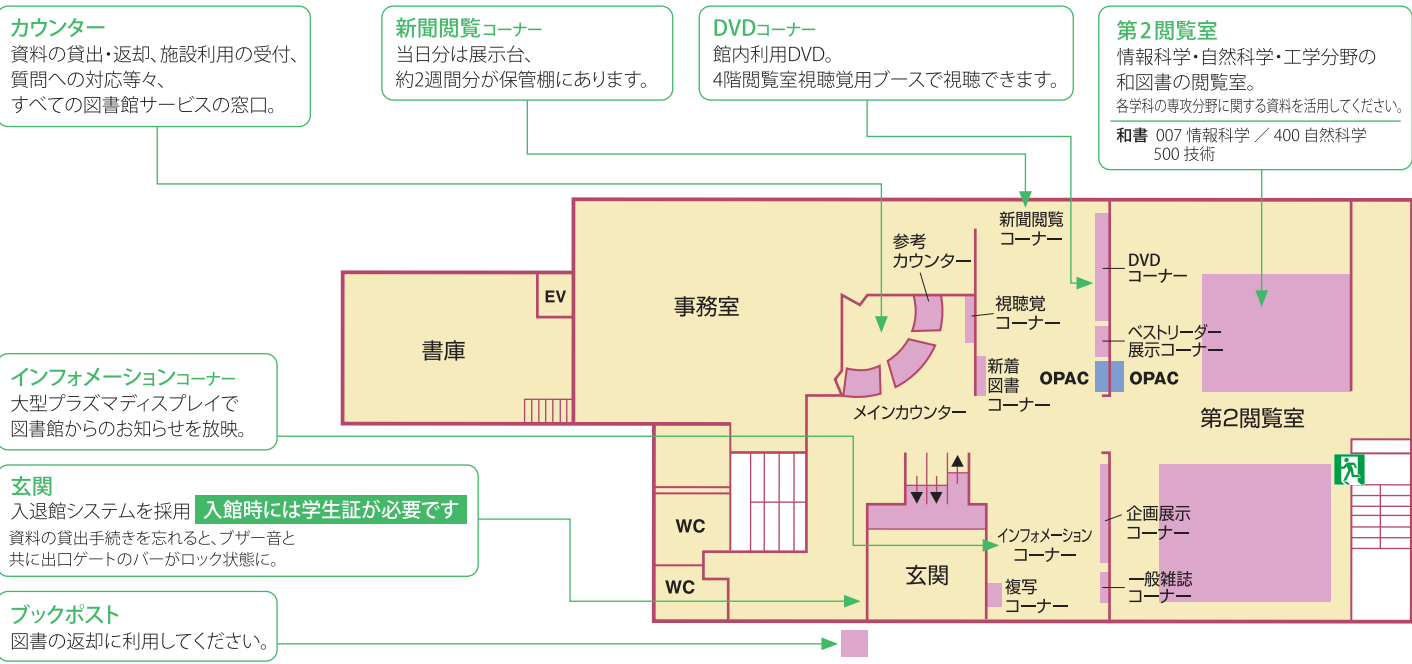 カウンター
資料の貸出・返却、施設利用の受付、
質問への対応等々、
すべての図書館サービスの窓口。
新聞閲覧コーナー
当日分は展示台、
約2週間分が保管棚にあります。
DVDコーナー
館内利用DVD。
4階閲覧室視聴覚用ブースで視聴できます。
第2閲覧室
情報科学・自然科学・工学分野の
和図書の閲覧室。
各学科の専攻分野に関する資料を活用してください。
和書 007 情報科学 ／ 400 自然科学
500 技術
新聞閲覧
コーナー
参考
カウンター
DVD
コーナー
EV
事務室
視聴覚
コーナー
書庫
ベストリーダー
展示コーナー
新着
図書
コーナー
OPAC
OPAC
メインカウンター
第2閲覧室
インフォメーションコーナー
大型プラズマディスプレイで
図書館からのお知らせを放映。
玄関
入退館システムを採用 入館時には学生証が必要です
資料の貸出手続きを忘れると、ブザー音と
共に出口ゲートのバーがロック状態に。
WC
WC
玄関
インフォメーション
コーナー
企画展示
コーナー
複写
コーナー
一般雑誌
コーナー
ブックポスト
図書の返却に利用してください。